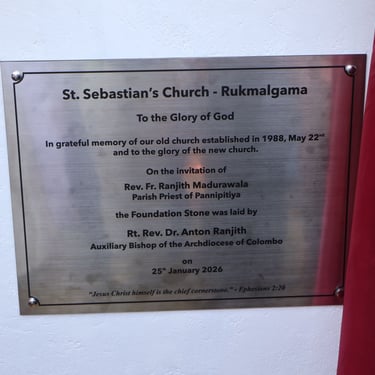 St. Sebastian's Church - Rukmalgama
To the Glory of God
In grateful memory of our old church established in 1988, May 22nd
and to the glory of the new church.
On the invitation of
Rev. Fr. Ranjith Madurawala
Parish Priest of Pannipitiya
the Foundation Stone was laid by
Rt. Rev. Dr. Anton Ranjith
Auxiliary Bishop of the Archdiocese of Colombo
on
25th January 2026
"Jesus Christ himself is the chief cornerstone." - Ephesians 2:20